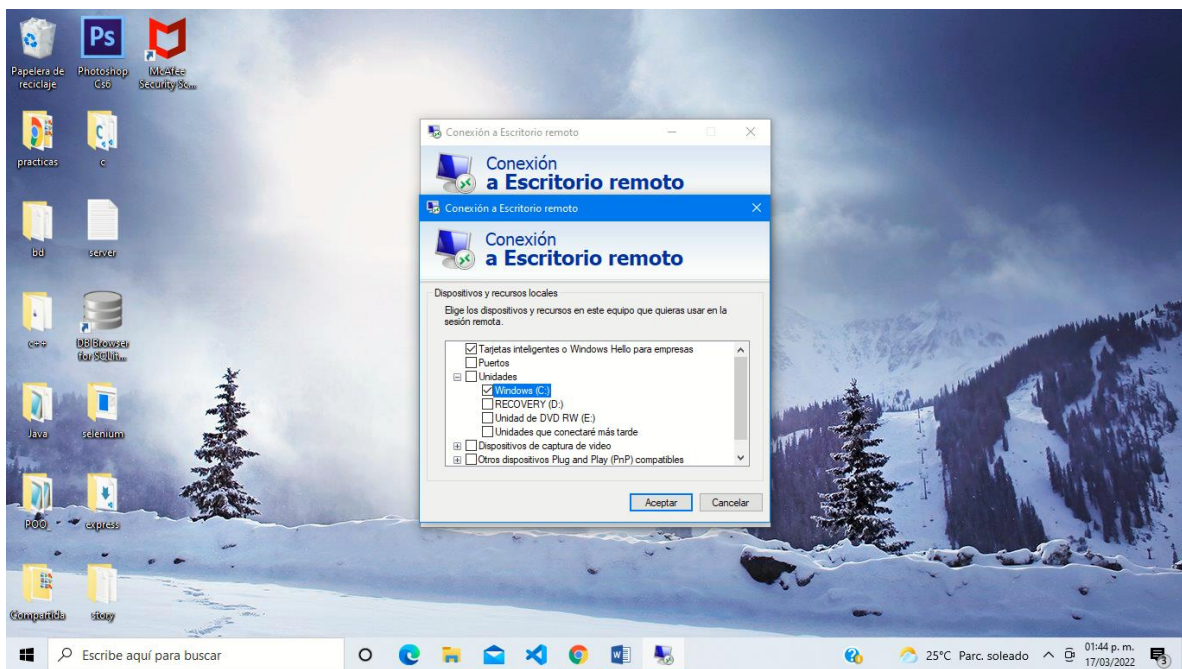 Papelera de
reciclaje
Ps
Photoshop
CS6
McAfee
Security Sc...
practicas
c
bd
server
c++
DB Browser
for SQLit...
Java
selenium
POO_
express
Compartida
story
Conexión a Escritorio remoto
Conexión
a Escritorio remoto
Conexión a Escritorio remoto
Conexión
a Escritorio remoto
Dispositivos y recursos locales
Elige los dispositivos y recursos en este equipo que quieras usar en la
sesión remota.
Tarjetas inteligentes o Windows Hello para empresas
Puertos
Unidades
Windows (C:)
RECOVERY (D:)
Unidad de DVD RW (E:)
Unidades que conectaré más tarde
Dispositivos de captura de video
Otros dispositivos Plug and Play (PnP) compatibles
Aceptar
Cancelar
Escribe aquí para buscar
25°C Parc. soleado
01:44 p. m.
17/03/2022
3